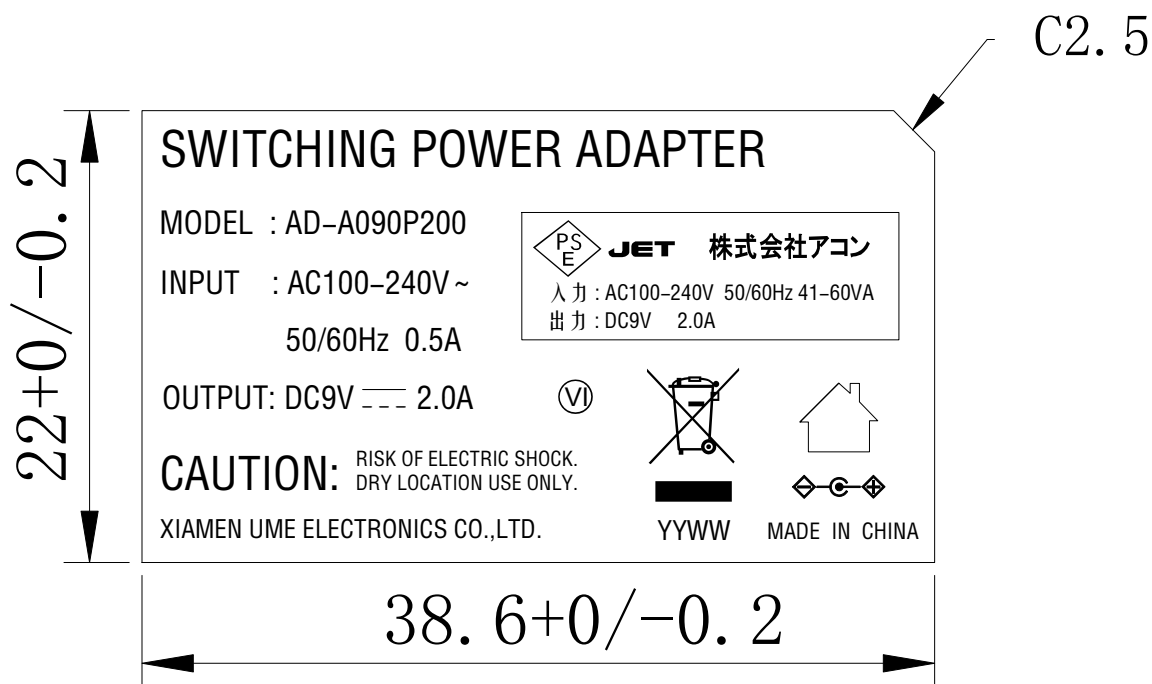 C2.5
22+0/-0.2
SWITCHING POWER ADAPTER
MODEL : AD-A090P200
INPUT : AC100-240V~
50/60Hz 0.5A
OUTPUT: DC9V 2.0A
PS
E
JET 株式会社アコン
入力 : AC100-240V 50/60Hz 41-60VA
出力 : DC9V 2.0A
VI
CAUTION: RISK OF ELECTRIC SHOCK.
DRY LOCATION USE ONLY.
XIAMEN UME ELECTRONICS CO.,LTD.
YYWW
MADE IN CHINA
38.6+0/-0.2